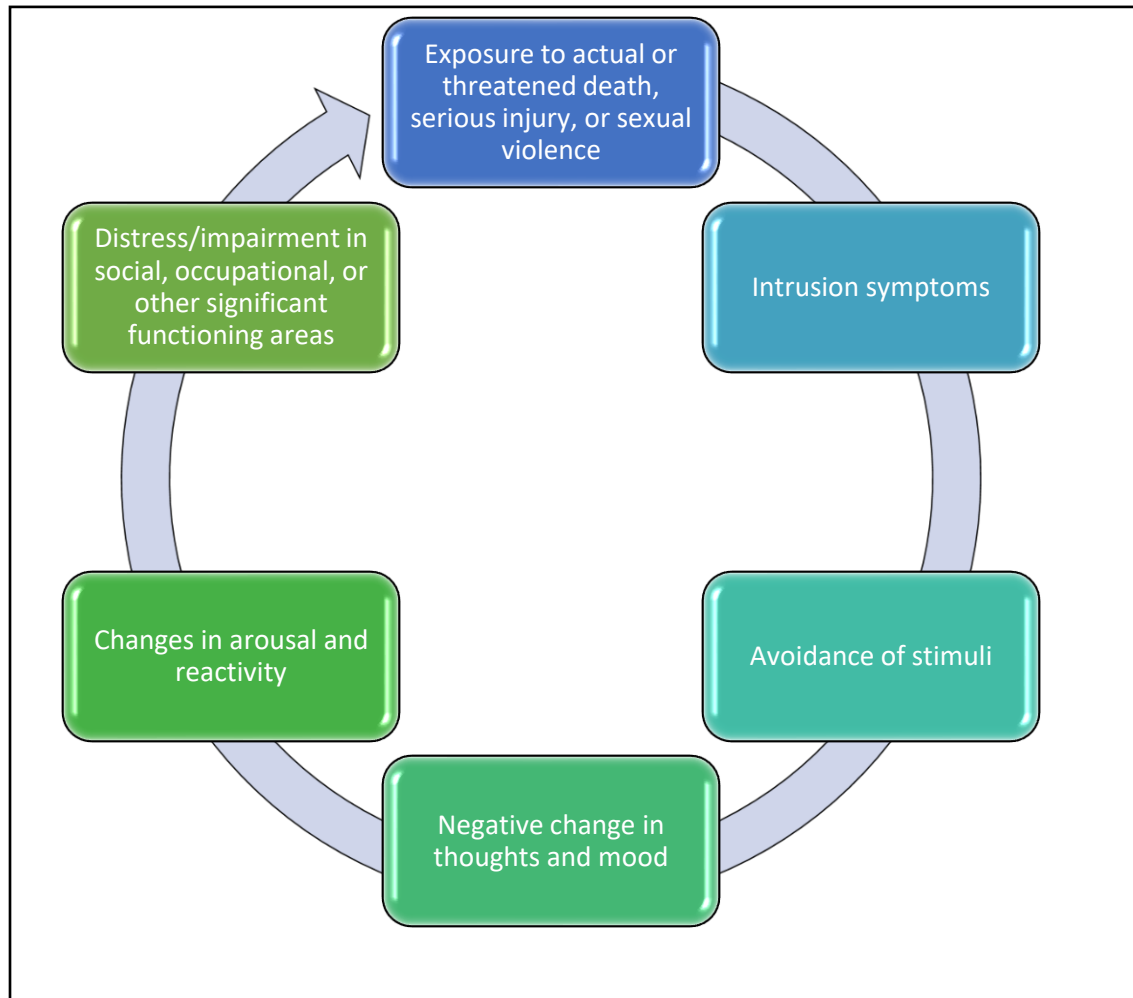 Exposure to actual or
threatened death,
serious injury, or sexual
violence
Intrusion symptoms
Avoidance of stimuli
Negative change in
thoughts and mood
Changes in arousal and
reactivity
Distress/impairment in
social, occupational, or
other significant
functioning areas